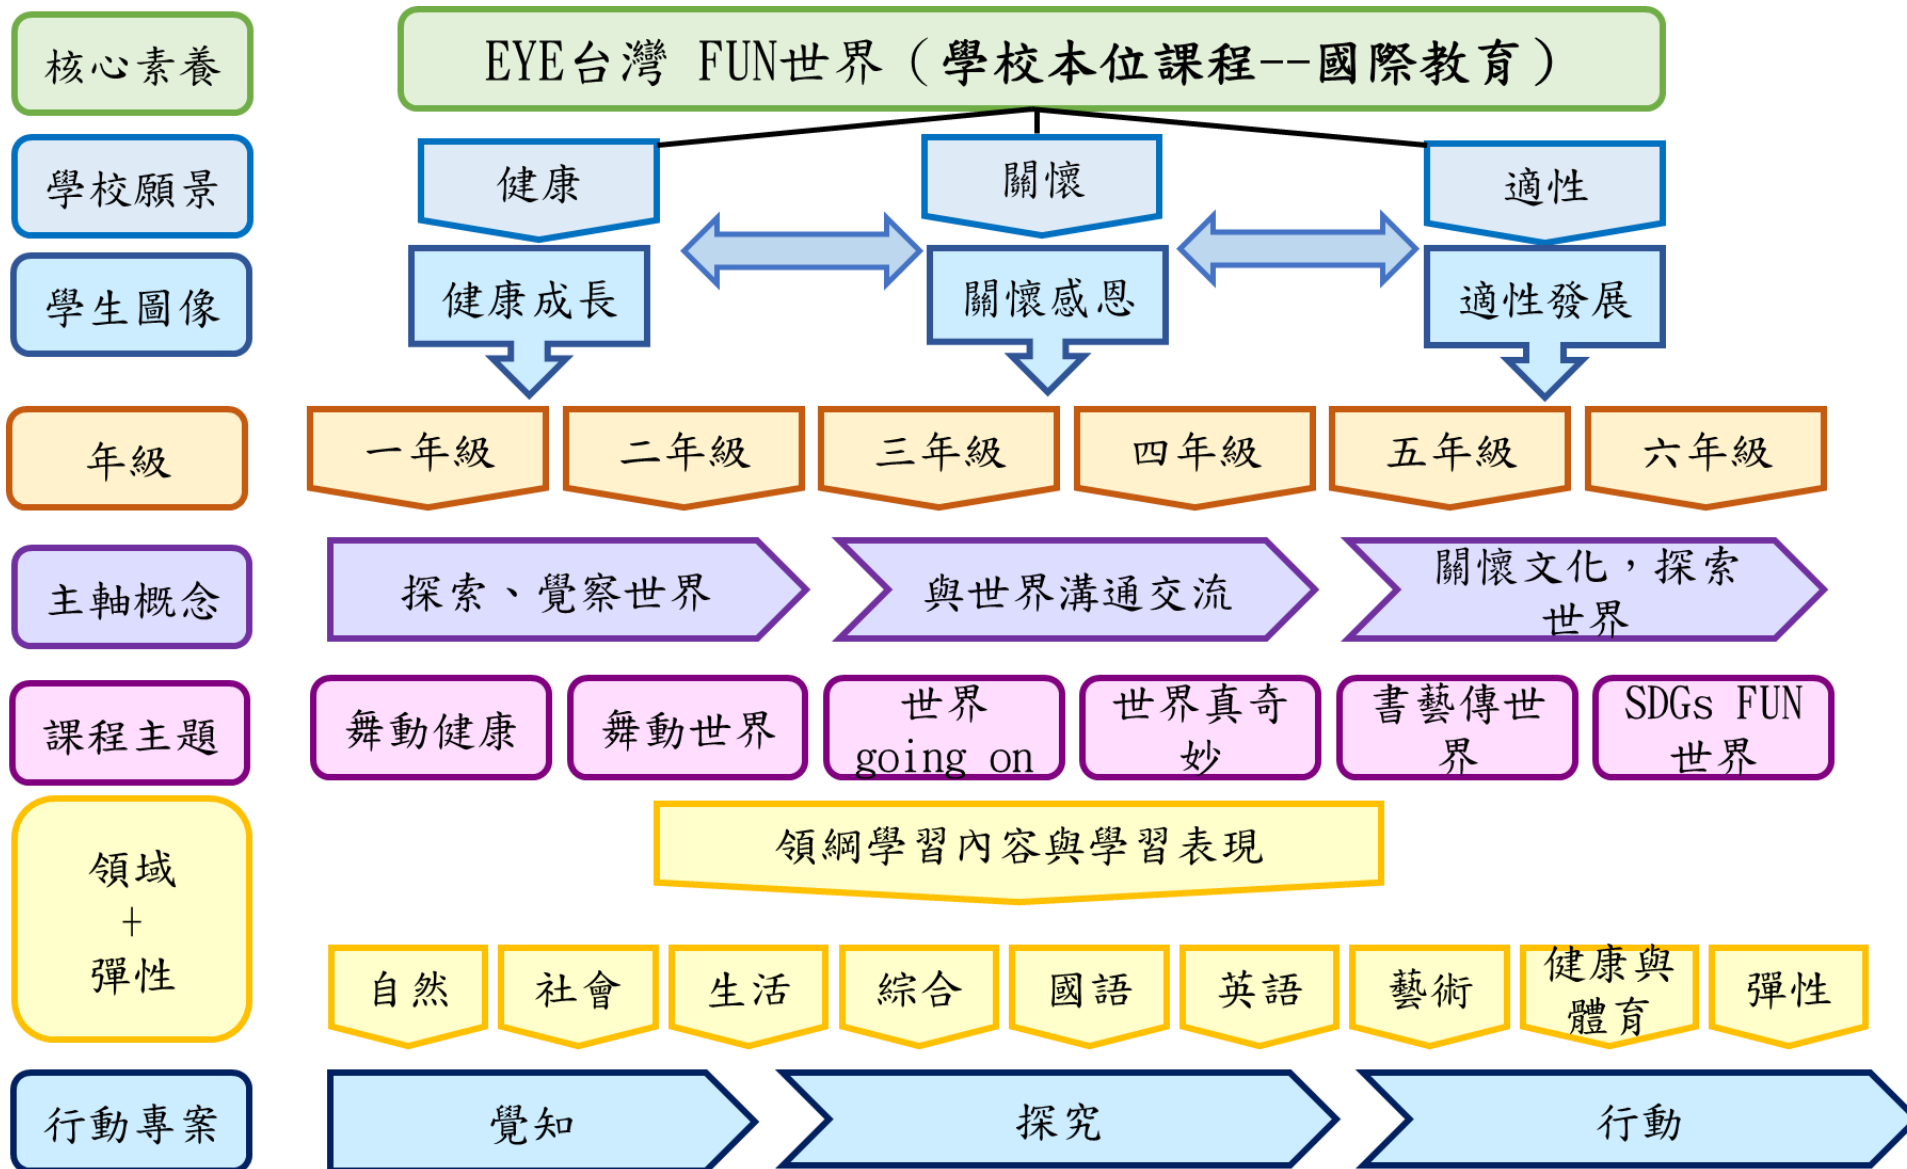 核心素養
EYE台灣 FUN世界（學校本位課程--國際教育）
學校願景
健康
關懷
適性
學生圖像
健康成長
關懷感恩
適性發展
年級
一年級
二年級
三年級
四年級
五年級
六年級
主軸概念
探索、覺察世界
與世界溝通交流
關懷文化，探索
世界
課程主題
舞動健康
舞動世界
世界
going on
世界真奇
妙
書藝傳世
界
SDGs FUN
世界
領域
+
彈性
領綱學習內容與學習表現
自然
社會
生活
綜合
國語
英語
藝術
健康與
體育
彈性
行動專案
覺知
探究
行動